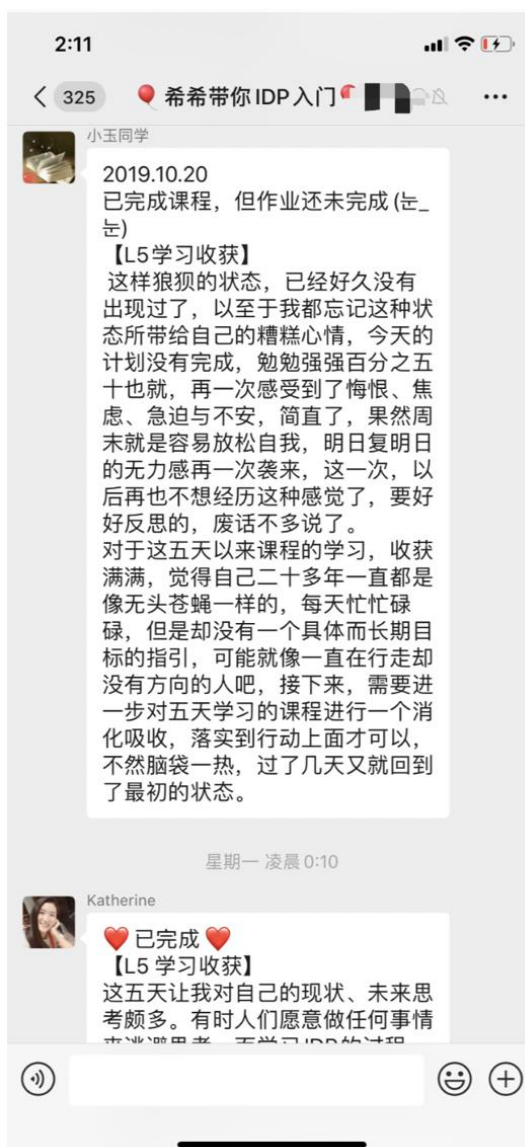 2:11
325
希希带你IDP入门
小玉同学
2019.10.20
已完成课程，但作业还未完成(눈_
눈)
【L5学习收获】
这样狼狈的状态，已经好久没有
出现过了，以至于我都忘记这种状
态所带给自己的糟糕心情，今天的
计划没有完成，勉勉强强百分之五
十也就，再一次感受到了悔恨、焦
虑、急迫与不安，简直了，果然周
末就是容易放松自我，明日复明日
的无力感再一次袭来，这一次，以
后再也不想经历这种感觉了，要好
好反思的，废话不多说了。
对于这五天以来课程的学习，收获
满满，觉得自己二十多年一直都是
像无头苍蝇一样的，每天忙忙碌
碌，但是却没有一个具体而长期目
标的指引，可能就像一直在行走却
没有方向的人吧，接下来，需要进
一步对五天学习的课程进行一个消
化吸收，落实到行动上面才可以，
不然脑袋一热，过了几天又就回到
了最初的状态。
星期一 凌晨0:10
Katherine
❤️已完成❤️
【L5 学习收获】
这五天让我对自己的现状、未来思
考颇多。有时人们愿意做任何事情